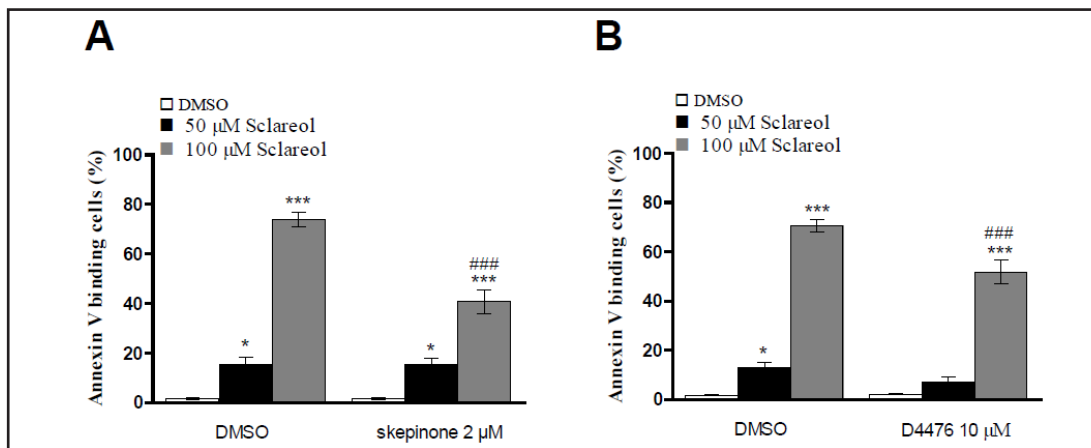 A
DMSO
50 μM Sclareol
100 μM Sclareol
Annexin V binding cells (%)
100
80
60
40
20
0
*
***
*
###
***
DMSO
skepinone 2 μM
B
DMSO
50 μM Sclareol
100 μM Sclareol
Annexin V binding cells (%)
100
80
60
40
20
0
*
***
###
***
DMSO
D4476 10 μM